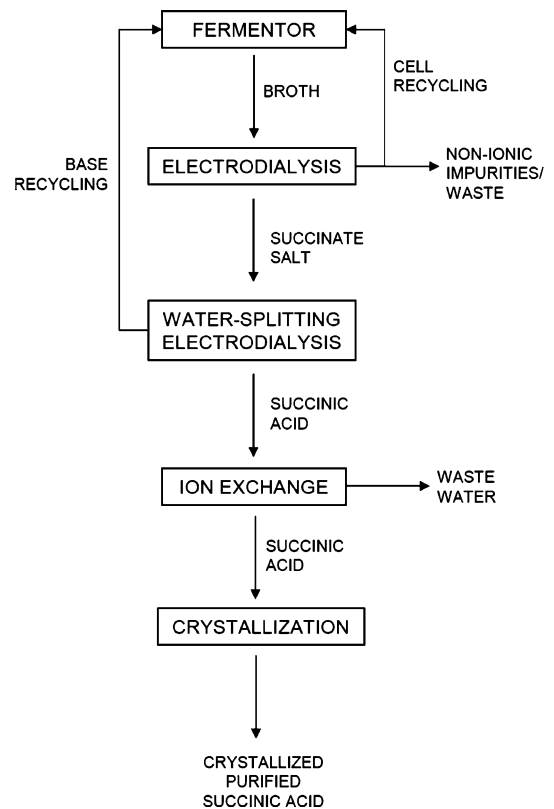 FERMENTOR
CELL
RECYCLING
BROTH
BASE
RECYCLING
ELECTRODIALYSIS
NON-IONIC
IMPURITIES/
WASTE
SUCCINATE
SALT
WATER-SPLITTING
ELECTRODIALYSIS
SUCCINIC
ACID
ION EXCHANGE
WASTE
WATER
SUCCINIC
ACID
CRYSTALLIZATION
CRYSTALLIZED
PURIFIED
SUCCINIC ACID